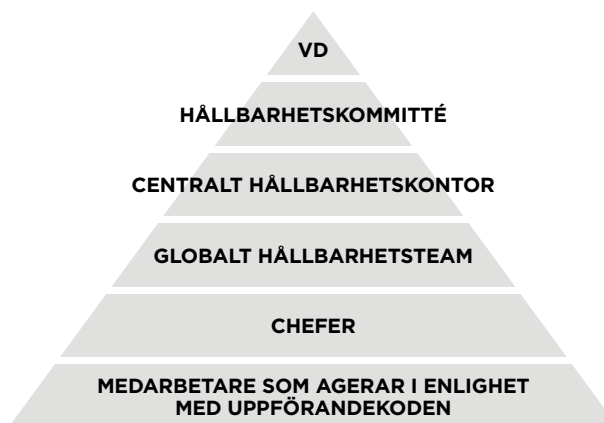 VD
HÅLLBARHETSKOMMITTÉ
CENTRALT HÅLLBARHETSKONTOR
GLOBALT HÅLLBARHETSTEAM
CHEFER
MEDARBETARE SOM AGERAR I ENLIGHET
MED UPPFÖRANDEKODEN